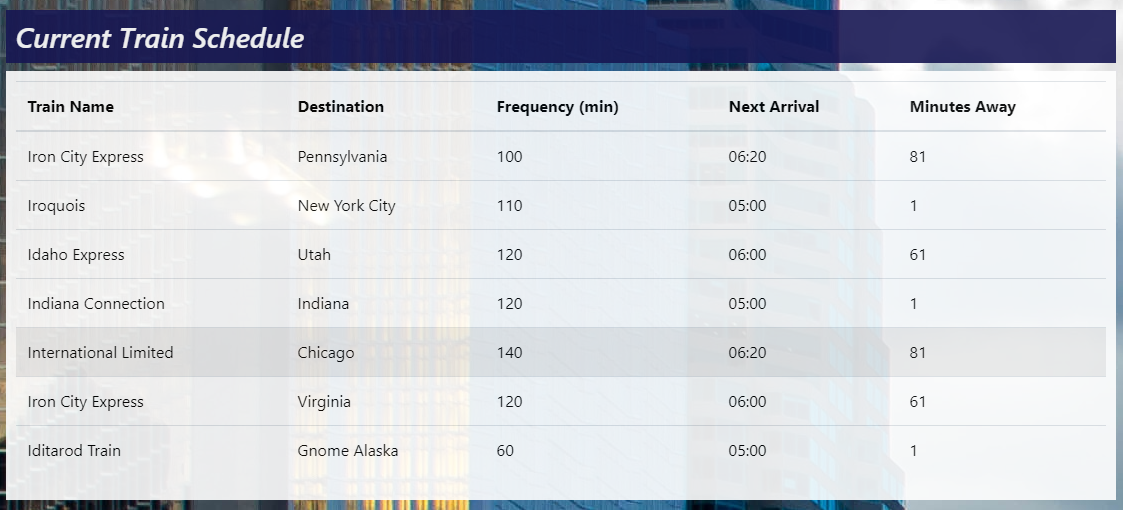 Current Train Schedule
Train Name Destination Frequency (min) Next Arrival Minutes Away
Iron City Express Pennsylvania 100 06:20 81
Iroquois New York City 110 05:00 1
Idaho Express Utah 120 06:00 61
Indiana Connection Indiana 120 05:00 1
International Limited Chicago 140 06:20 81
Iron City Express Virginia 120 06:00 61
Iditarod Train Gnome Alaska 60 05:00 1